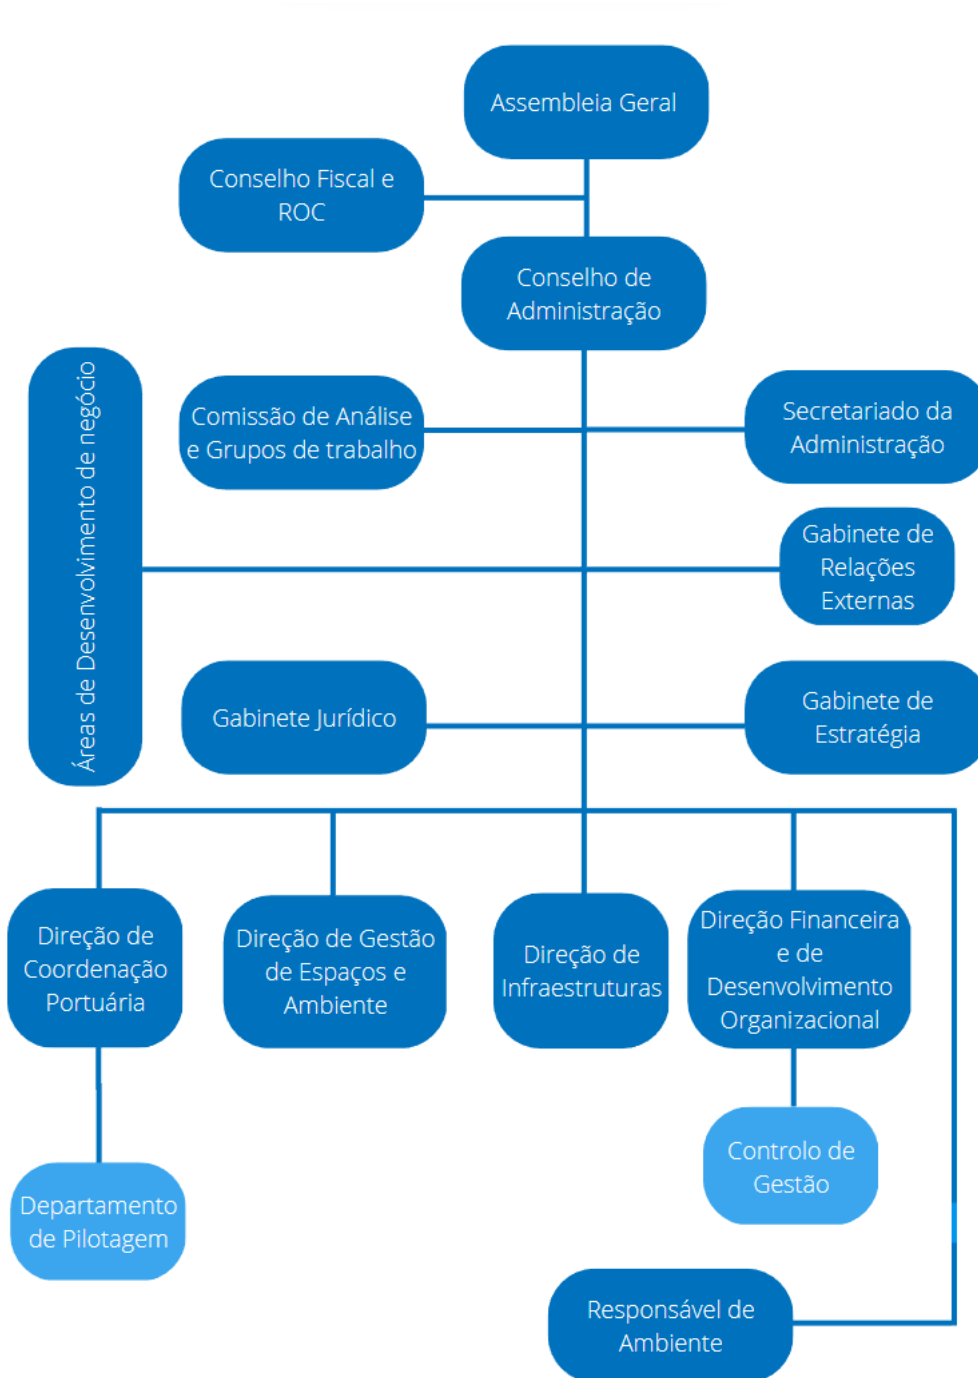 Assembleia Geral
Conselho Fiscal e
ROC
Conselho de
Administração
Áreas de Desenvolvimento de negócio
Comissão de Análise
e Grupos de trabalho
Secretariado da
Administração
Gabinete de
Relações
Externas
Gabinete Jurídico
Gabinete de
Estratégia
Direção de
Coordenação
Portuária
Direção de Gestão
de Espaços e
Ambiente
Direção de
Infraestruturas
Direção Financeira
e de
Desenvolvimento
Organizacional
Departamento
de Pilotagem
Controlo de
Gestão
Responsável de
Ambiente